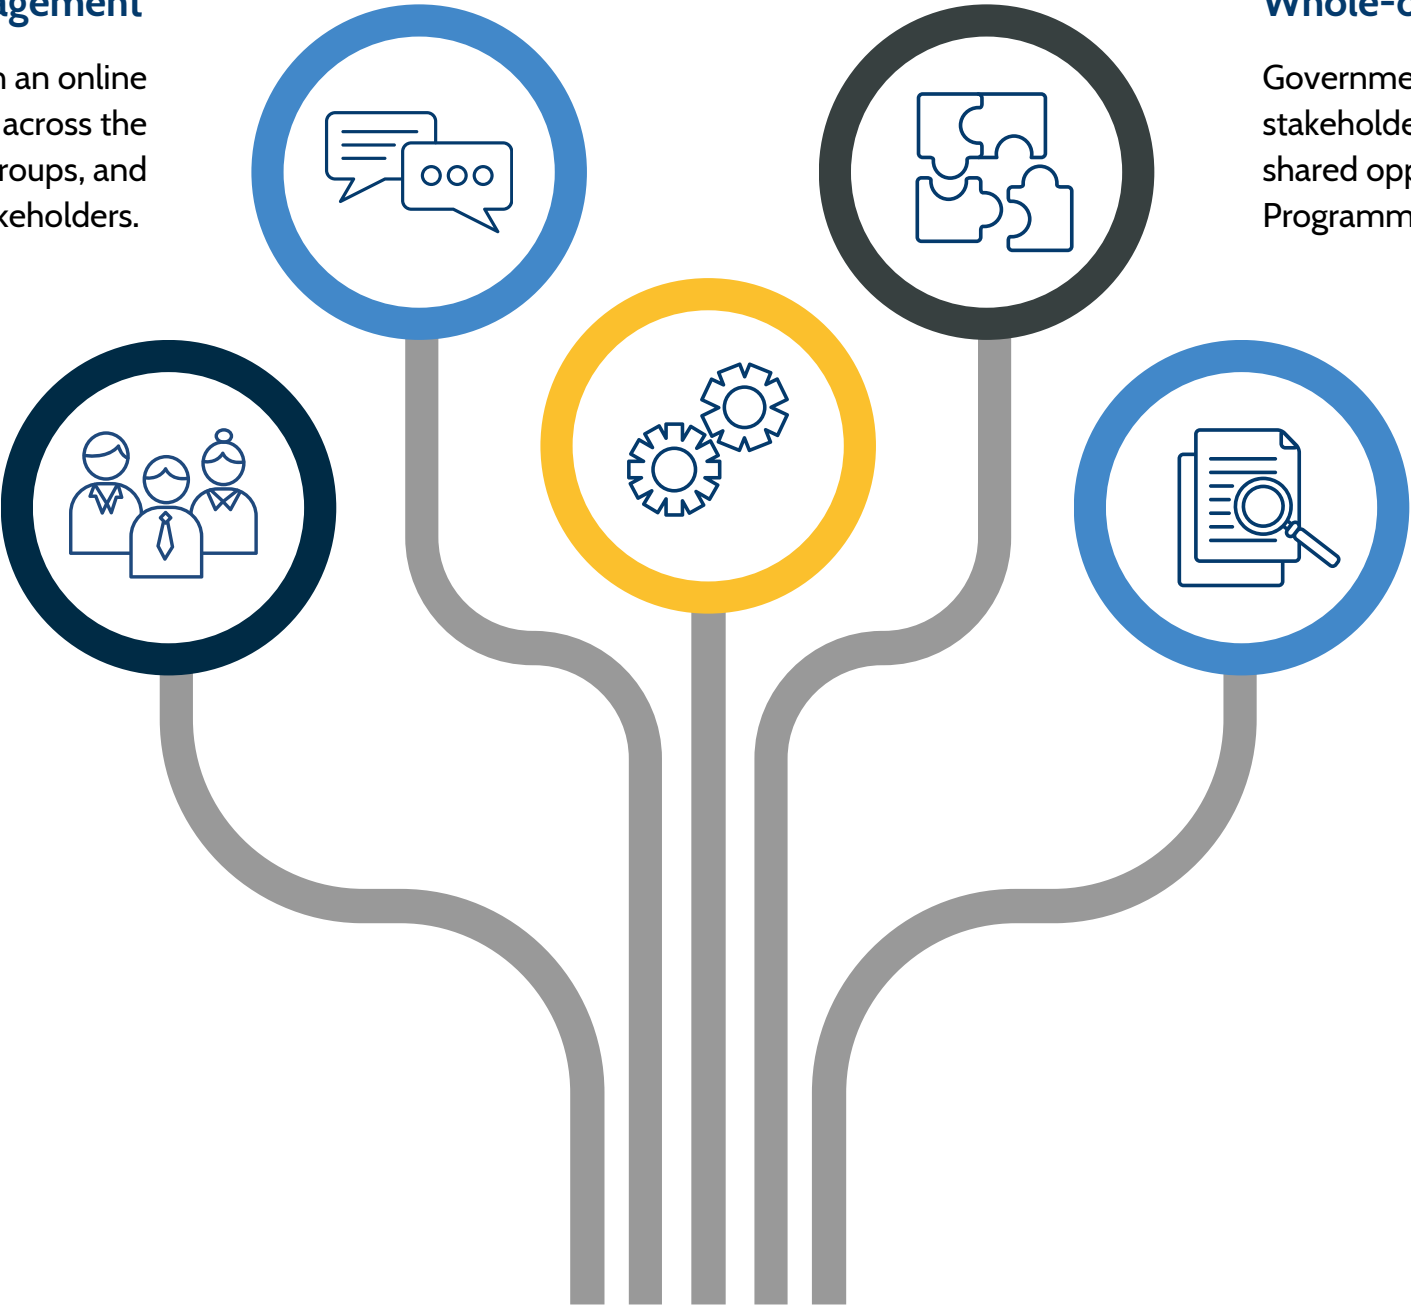 agement
an online
across the
roups, and
keholders.
Whole-o
Governme
stakeholde
shared opp
Programm